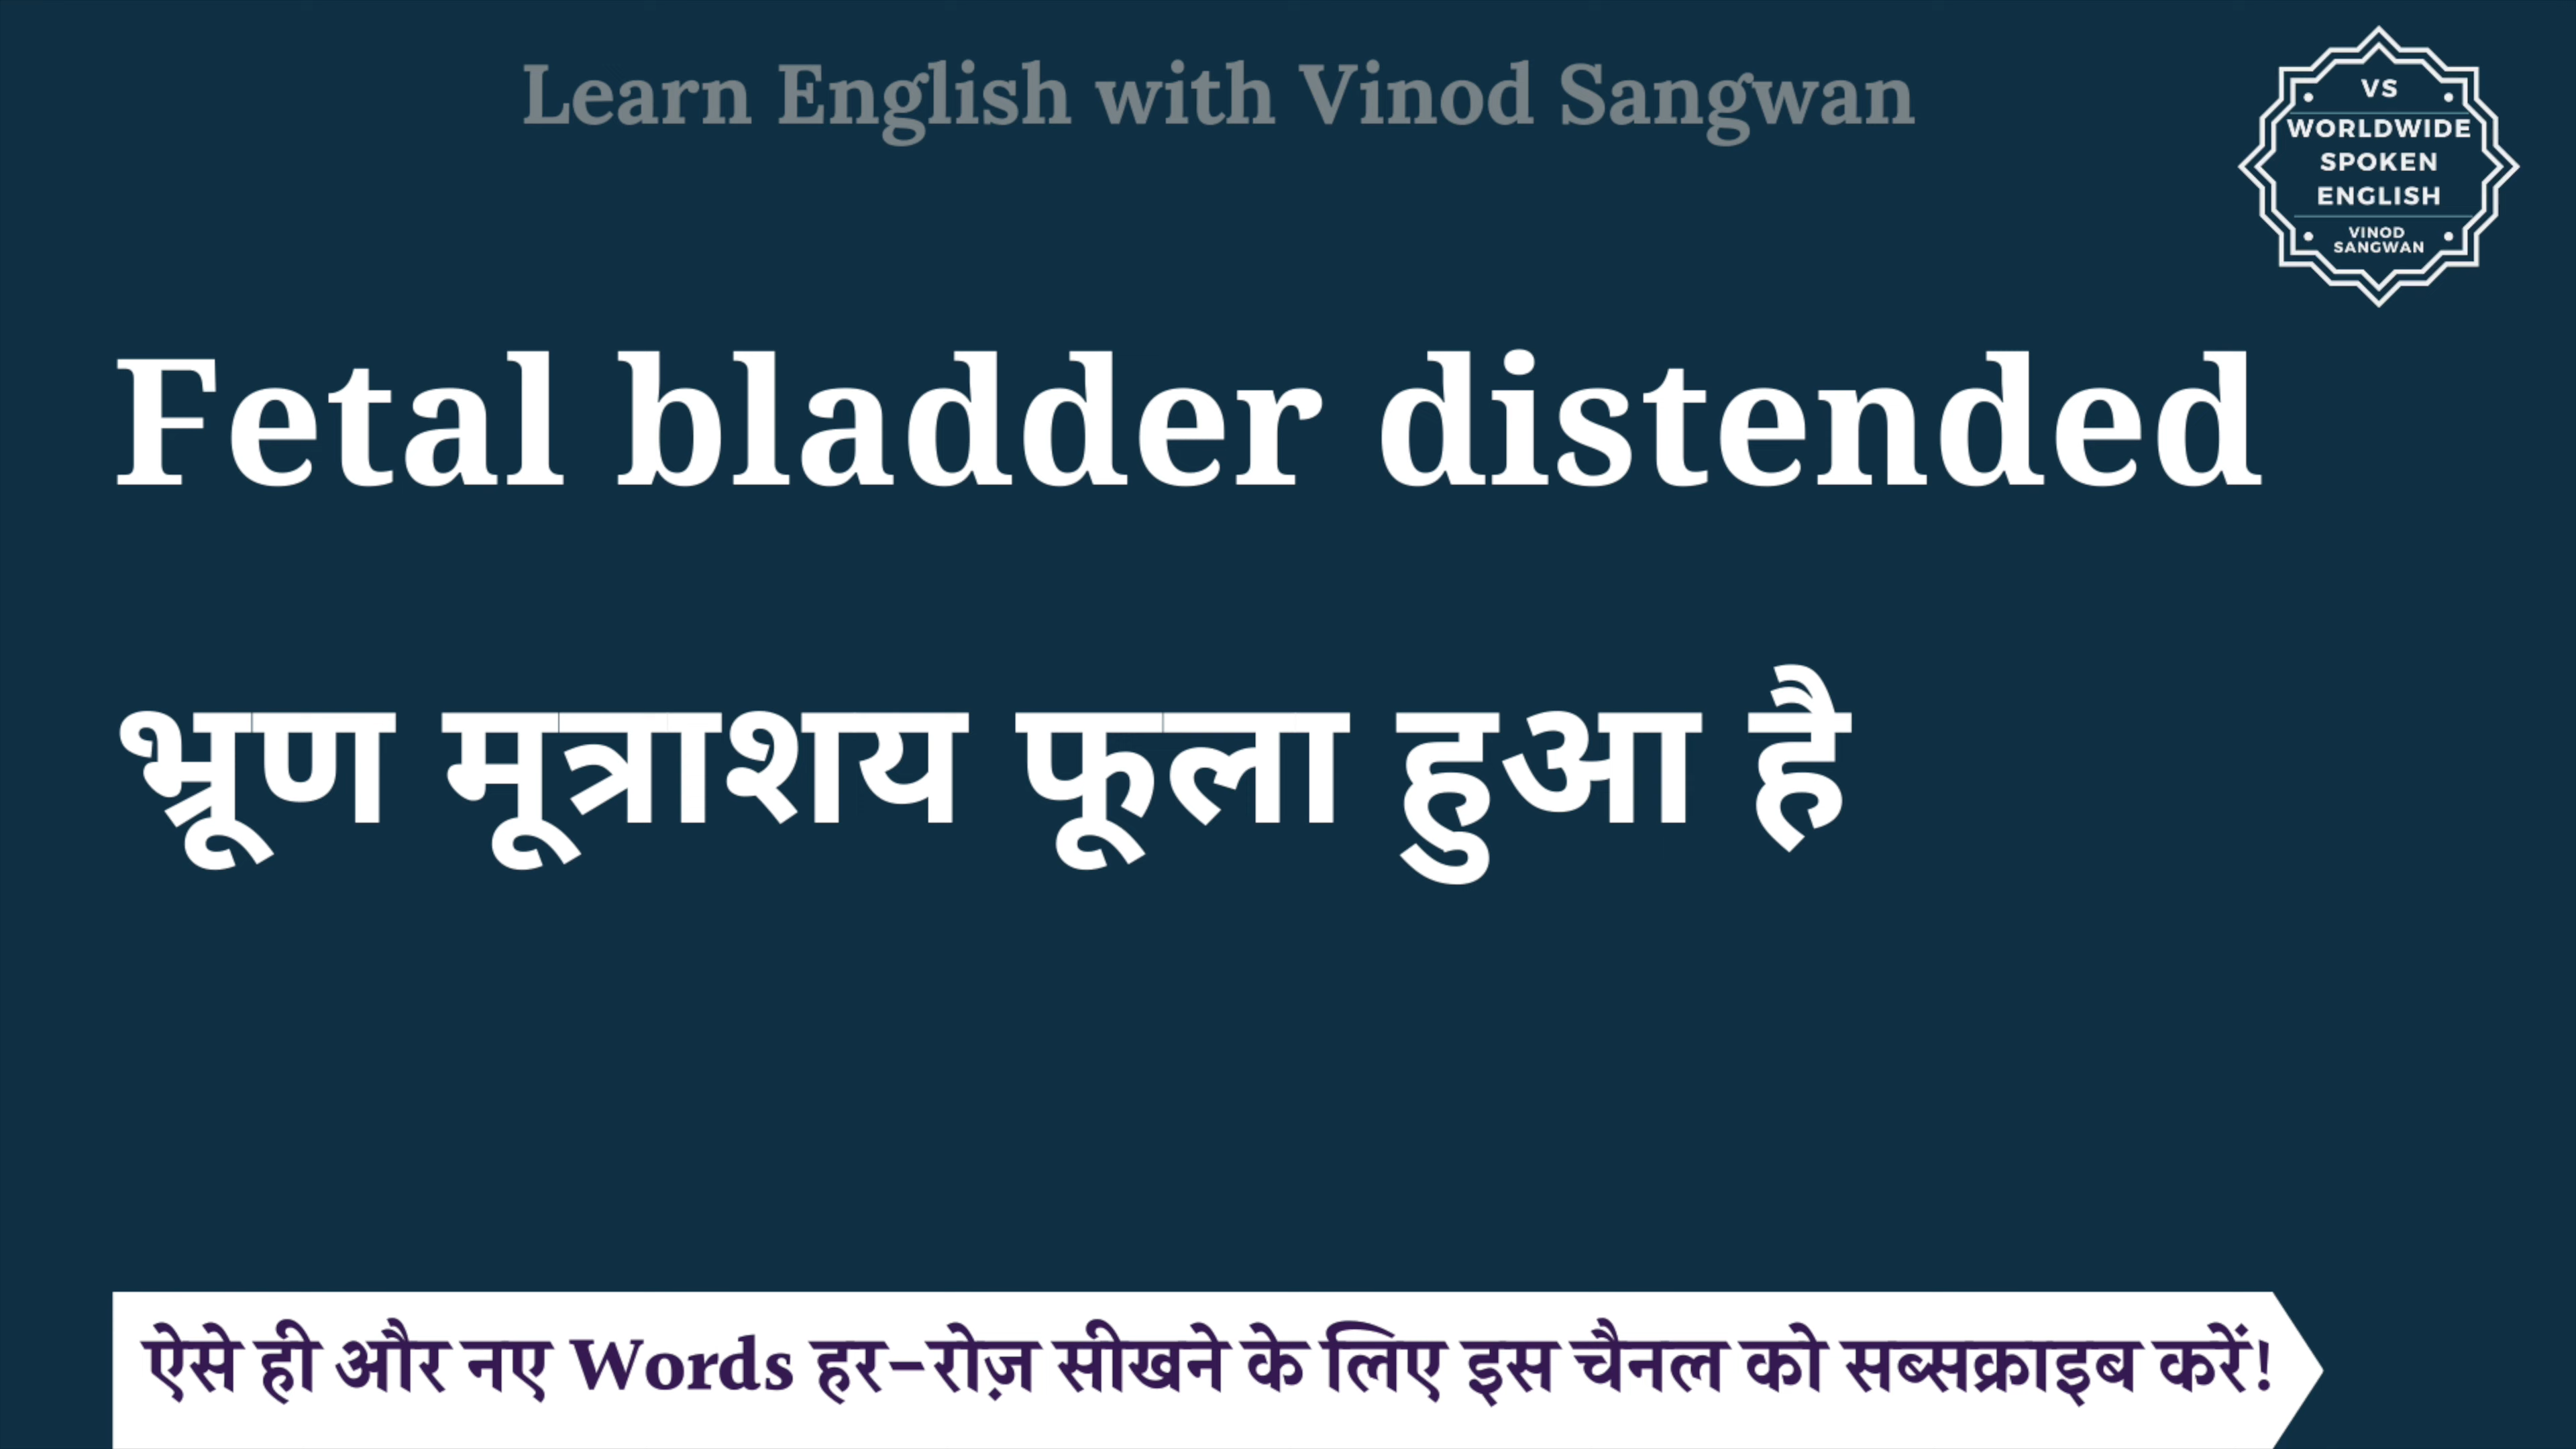 Learn English with Vinod Sangwan
VS
WORLDWIDE
SPOKEN
ENGLISH
VINOD
SANGWAN
Fetal bladder distended
भ्रूण मूत्राशय फूला हुआ है
ऐसे ही और नए Words हर-रोज़ सीखने के लिए इस चैनल को सब्सक्राइब करें!